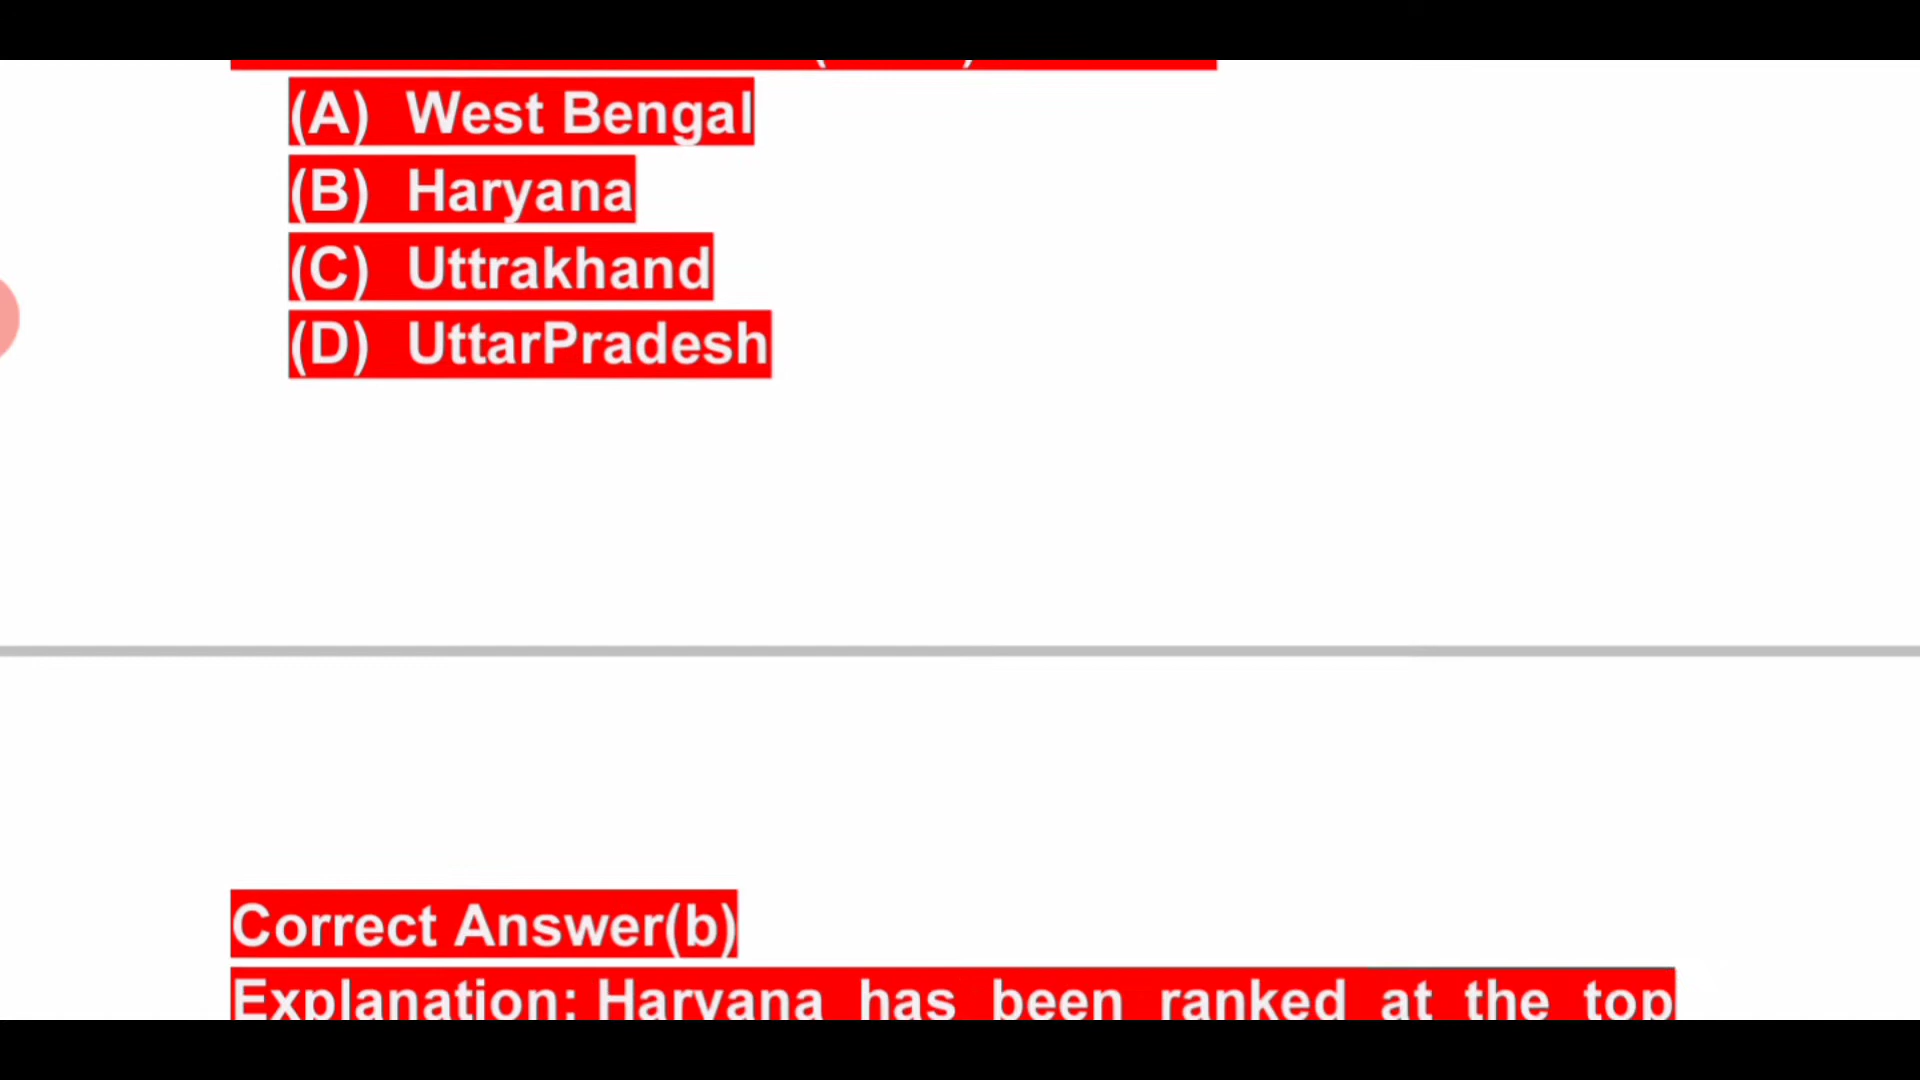 (A) West Bengal
(B) Haryana
(C) Uttrakhand
(D) UttarPradesh
Correct Answer(b)
Explanation: Haryana has been ranked at the top